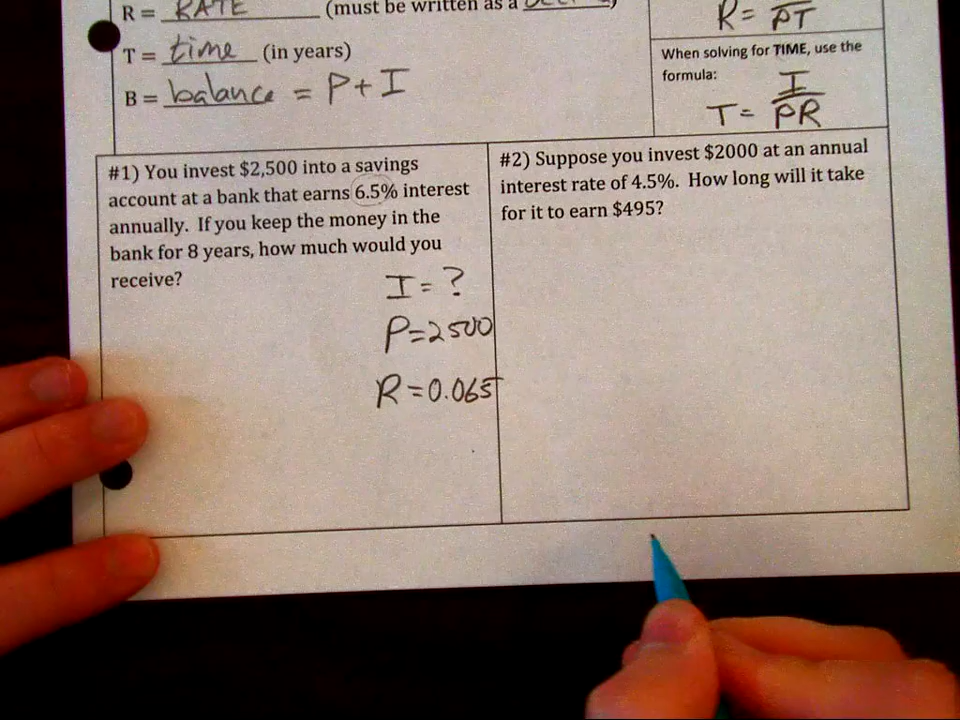 R = RATE (must be written as a
T = time (in years)
B = balance = P + I
R = PT
When solving for TIME, use the
formula:
T = I / PR
#1) You invest $2,500 into a savings
account at a bank that earns 6.5% interest
annually. If you keep the money in the
bank for 8 years, how much would you
receive?
I = ?
P = 2500
R = 0.065
#2) Suppose you invest $2000 at an annual
interest rate of 4.5%. How long will it take
for it to earn $495?